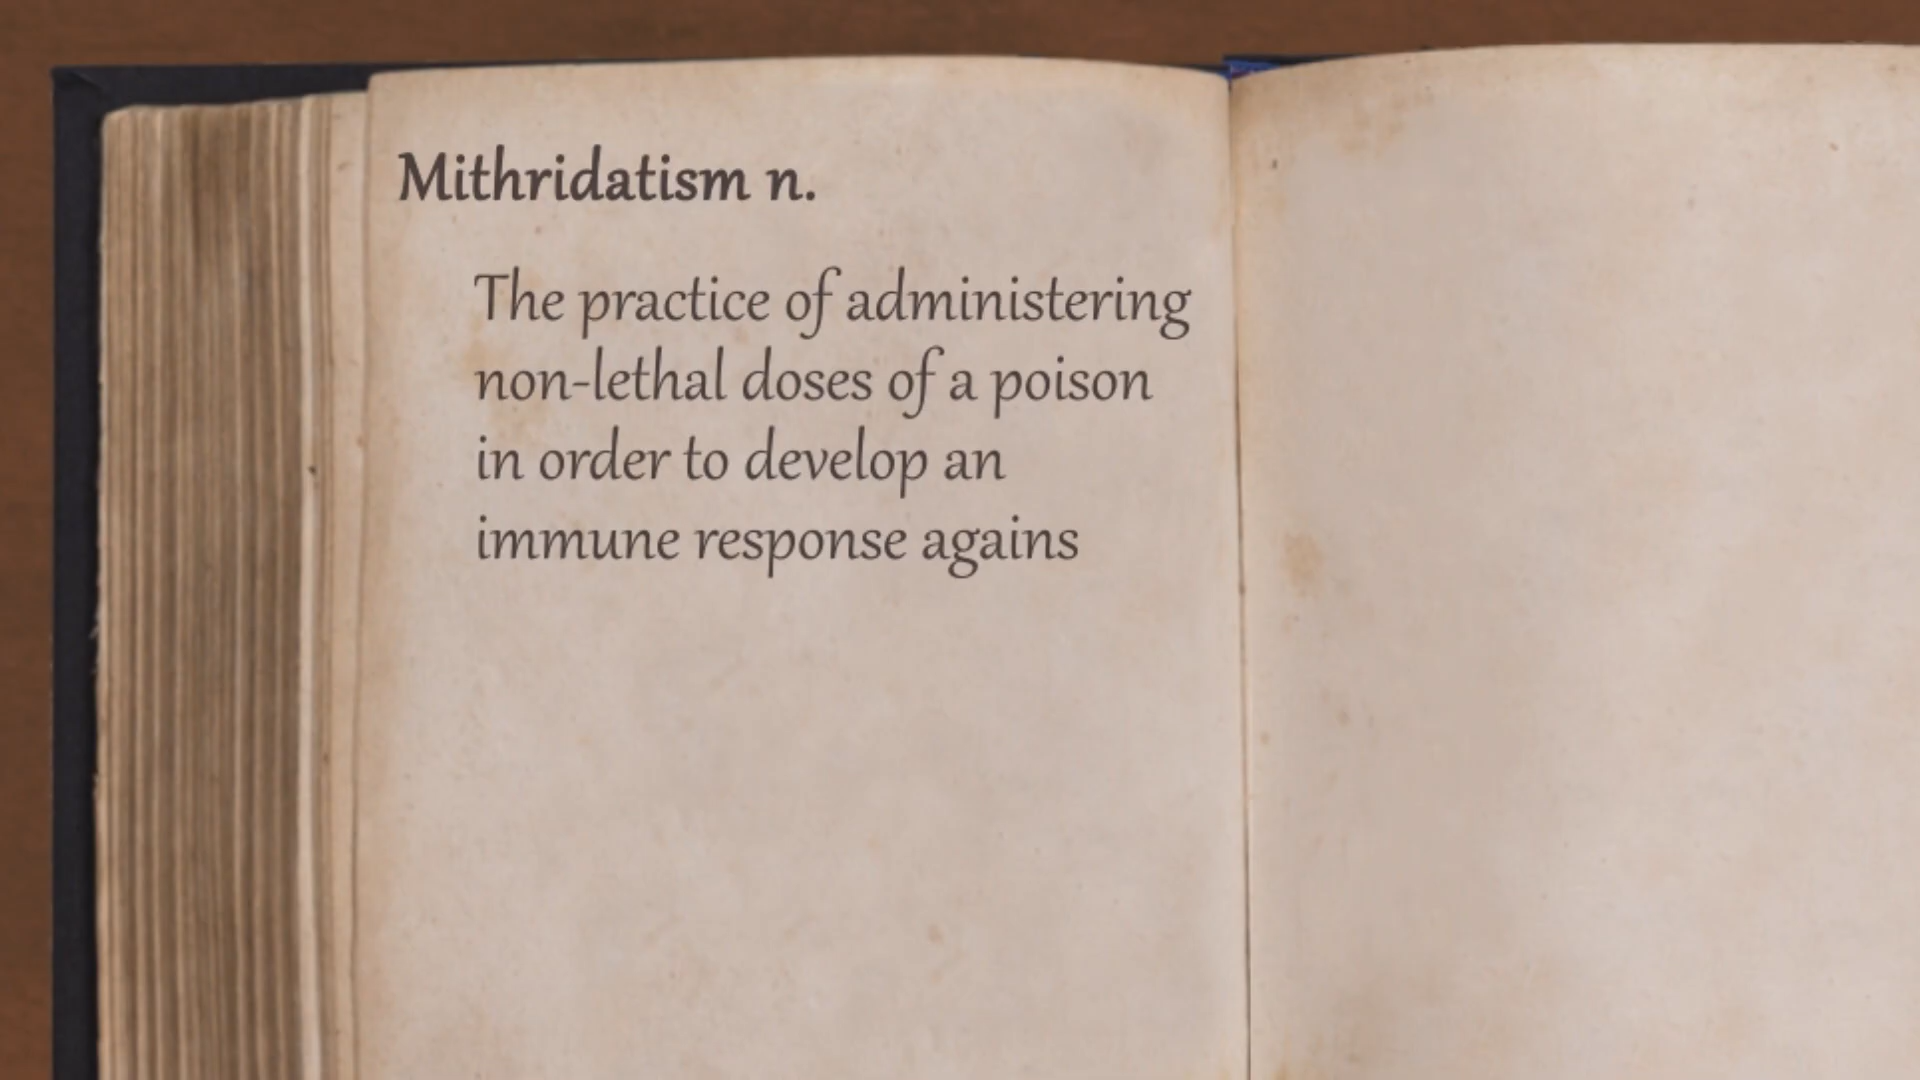 Mithridatism n.
The practice of administering
non-lethal doses of a poison
in order to develop an
immune response agains